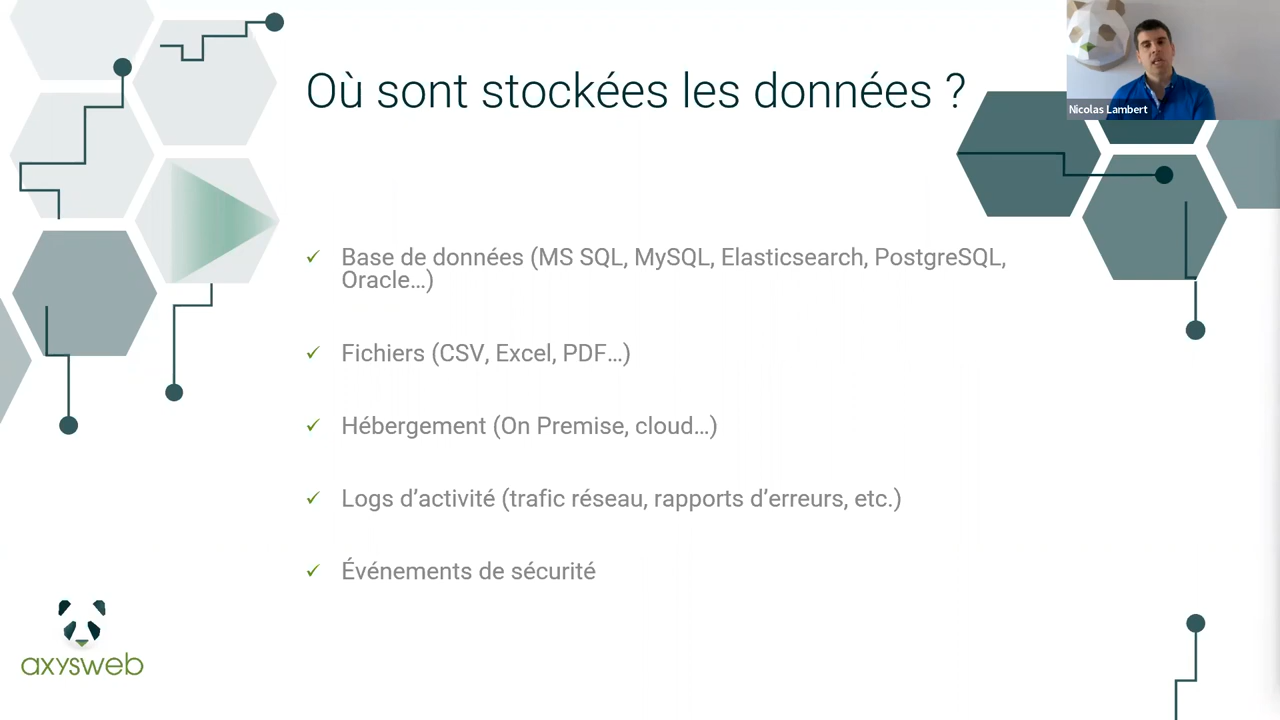 Où sont stockées les données ?
Nicolas Lambert
✓ Base de données (MS SQL, MySQL, Elasticsearch, PostgreSQL,
Oracle…)
✓ Fichiers (CSV, Excel, PDF…)
✓ Hébergement (On Premise, cloud…)
✓ Logs d’activité (trafic réseau, rapports d’erreurs, etc.)
✓ Événements de sécurité
axysweb